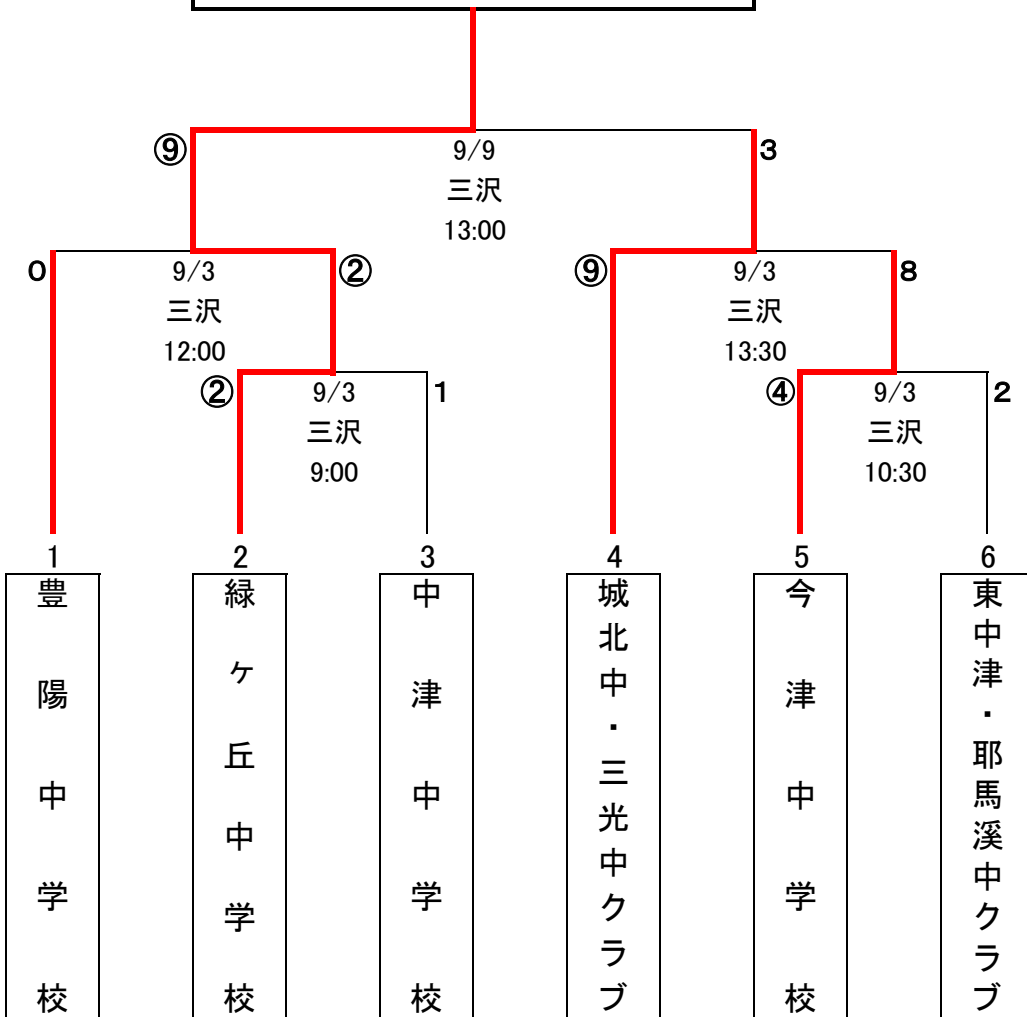 ⑨
9/9
三沢
13:00
3
0
9/3
三沢
12:00
②
⑨
9/3
三沢
13:30
8
②
9/3
三沢
9:00
1
④
9/3
三沢
10:30
2
1
2
3
4
5
6
豊陽中学校
緑ヶ丘中学校
中津中学校
城北中・三光中クラブ
今津中学校
東中津・耶馬溪中クラブ